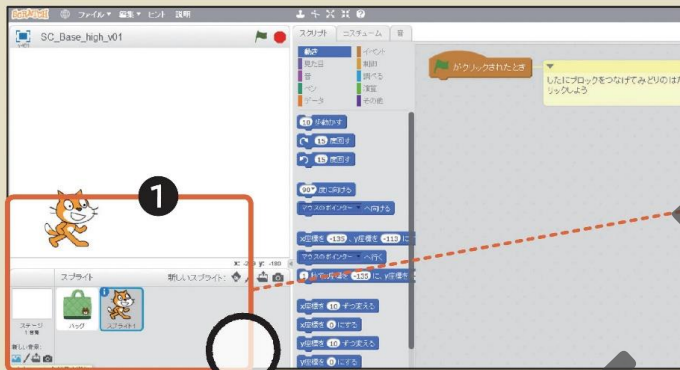 SCRATCH ファイル▼ 編集▼ ヒント 説明
SC_Base_high_v01
スクリプト コスチューム 音
動き イベント
見た目 制御
音 調べる
ペン 演算
データ その他
がクリックされたとき
したにブロックをつなげてみどりのはた
リックしよう
10 歩動かす
15 度回す
15 度回す
90▼ 度に向ける
マウスのポインター▼ へ向ける
x座標を -135 、y座標を -113 に
マウスのポインター▼ へ行く
1 秒でx座標を -135 に、y座標を
x座標を 10 ずつ変える
x座標を 0 にする
y座標を 10 ずつ変える
y座標を 0 にする
1
y: -180
スプライト 新しいスプライト:
バッグ スプライト1
ステージ
1 背景
新しい背景: